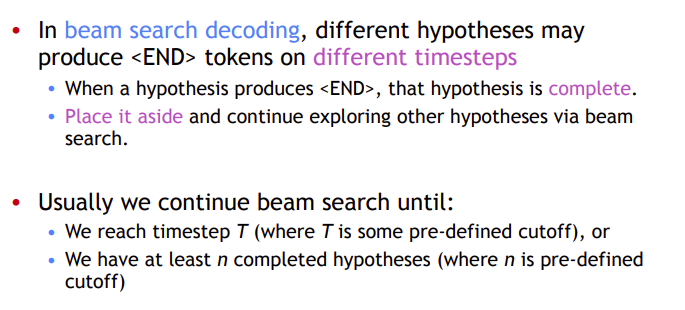 • In beam search decoding, different hypotheses may
produce <END> tokens on different timesteps
• When a hypothesis produces <END>, that hypothesis is complete.
• Place it aside and continue exploring other hypotheses via beam
search.
• Usually we continue beam search until:
• We reach timestep T (where T is some pre-defined cutoff), or
• We have at least n completed hypotheses (where n is pre-defined
cutoff)